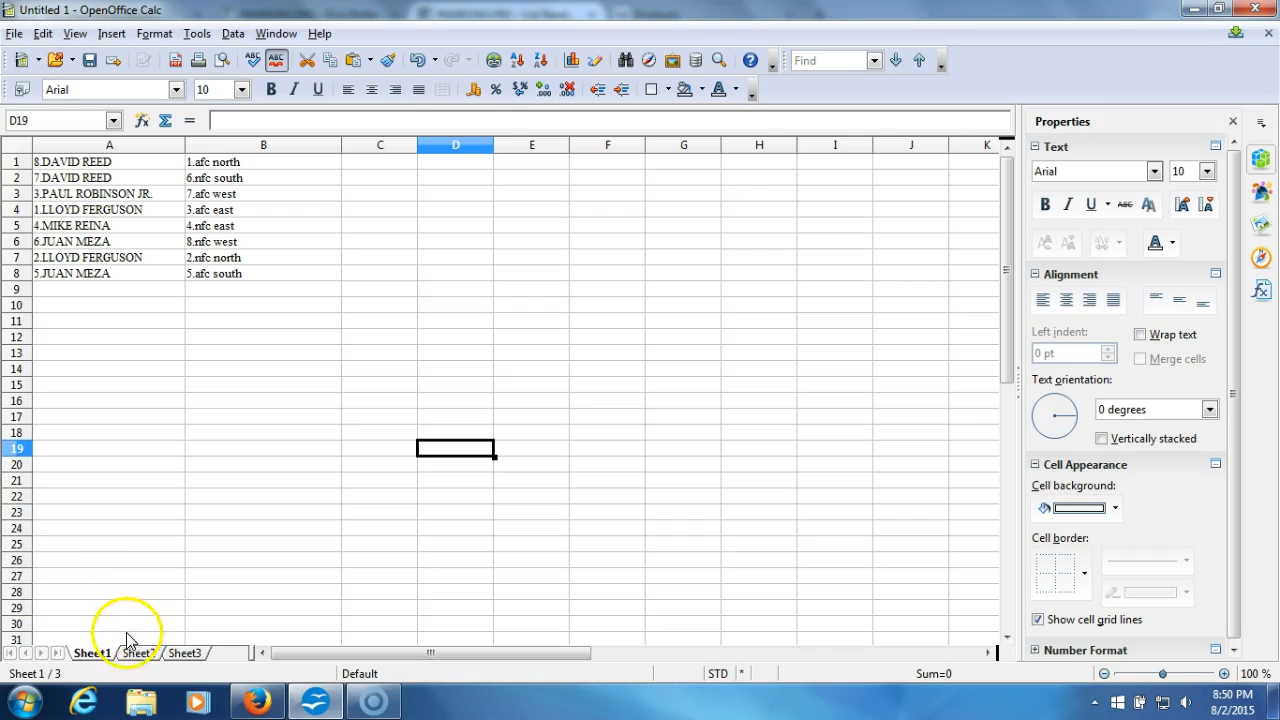 Untitled 1 - OpenOffice Calc
File Edit View Insert Format Tools Data Window Help
Find
Arial 10
D19
Properties
A B C D E F G H I J K
Text
1 8.DAVID REED 1.afc north
2 7.DAVID REED 6.nfc south
Arial 10
3 3.PAUL ROBINSON JR. 7.afc west
4 1.LLOYD FERGUSON 3.afc east
5 4.MIKE REINA 4.nfc east
6 6.JUAN MEZA 8.nfc west
7 2.LLOYD FERGUSON 2.nfc north
8 5.JUAN MEZA 5.afc south
Alignment
9
10
11
12
13
14
15
16
17
18
19
20
21
22
23
24
25
26
27
28
29
30
31
Left indent:
Wrap text
0 pt
Merge cells
Text orientation:
0 degrees
Vertically stacked
Cell Appearance
Cell background:
Cell border:
Show cell grid lines
Number Format
Sheet1 Sheet2 Sheet3
Sheet 1 / 3 Default STD * Sum=0 100 %
8:50 PM
8/2/2015